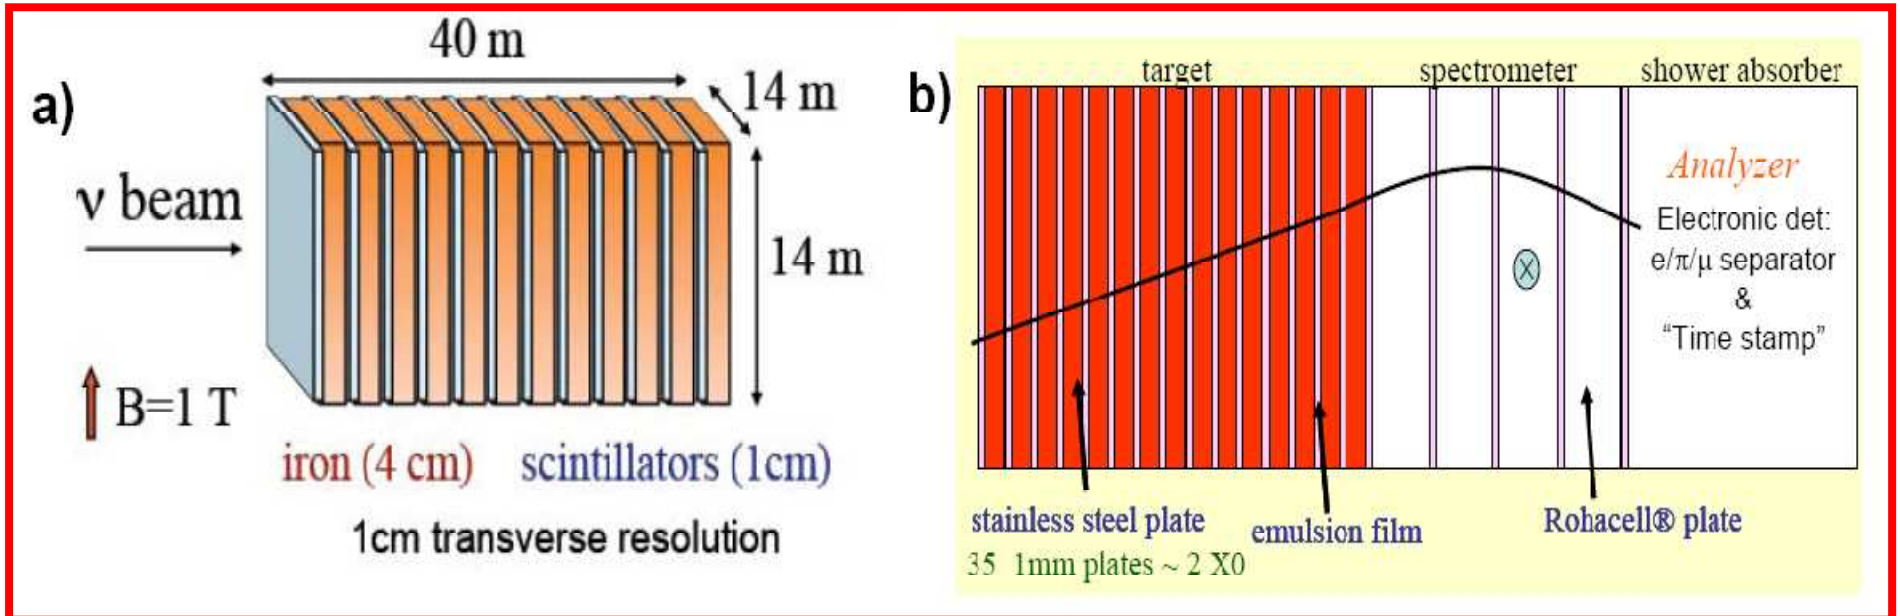 a)
40 m
14 m
ν beam
14 m
B=1 T
iron (4 cm) scintillators (1cm)
1cm transverse resolution
b)
target spectrometer shower absorber
Analyzer
Electronic det:
e/π/μ separator
&
“Time stamp”
X
stainless steel plate
emulsion film
Rohacell® plate
35 1mm plates ~ 2 X0